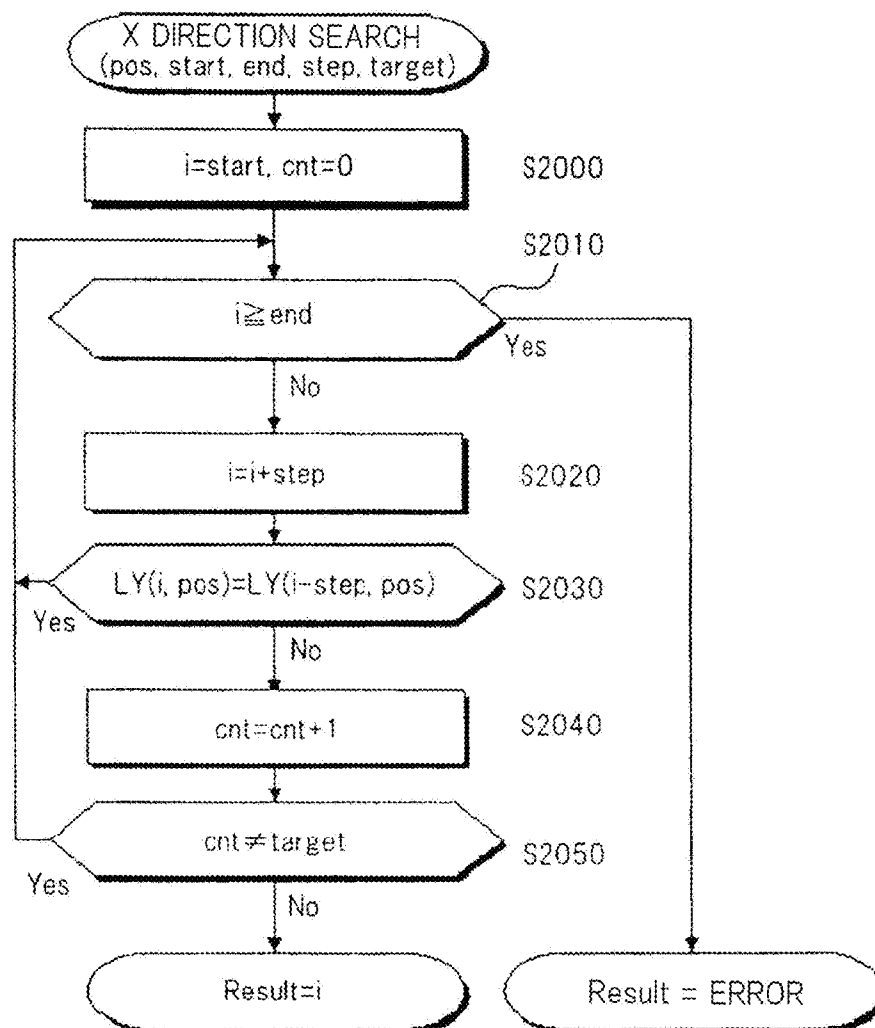 X DIRECTION SEARCH
(pos, start, end, step, target)
i=start, cnt=0
S2000
S2010
i≧end
Yes
No
i=i+step
S2020
LY(i, pos)=LY(i-step, pos)
S2030
Yes
No
cnt=cnt+1
S2040
cnt≠target
S2050
Yes
No
Result=i
Result = ERROR